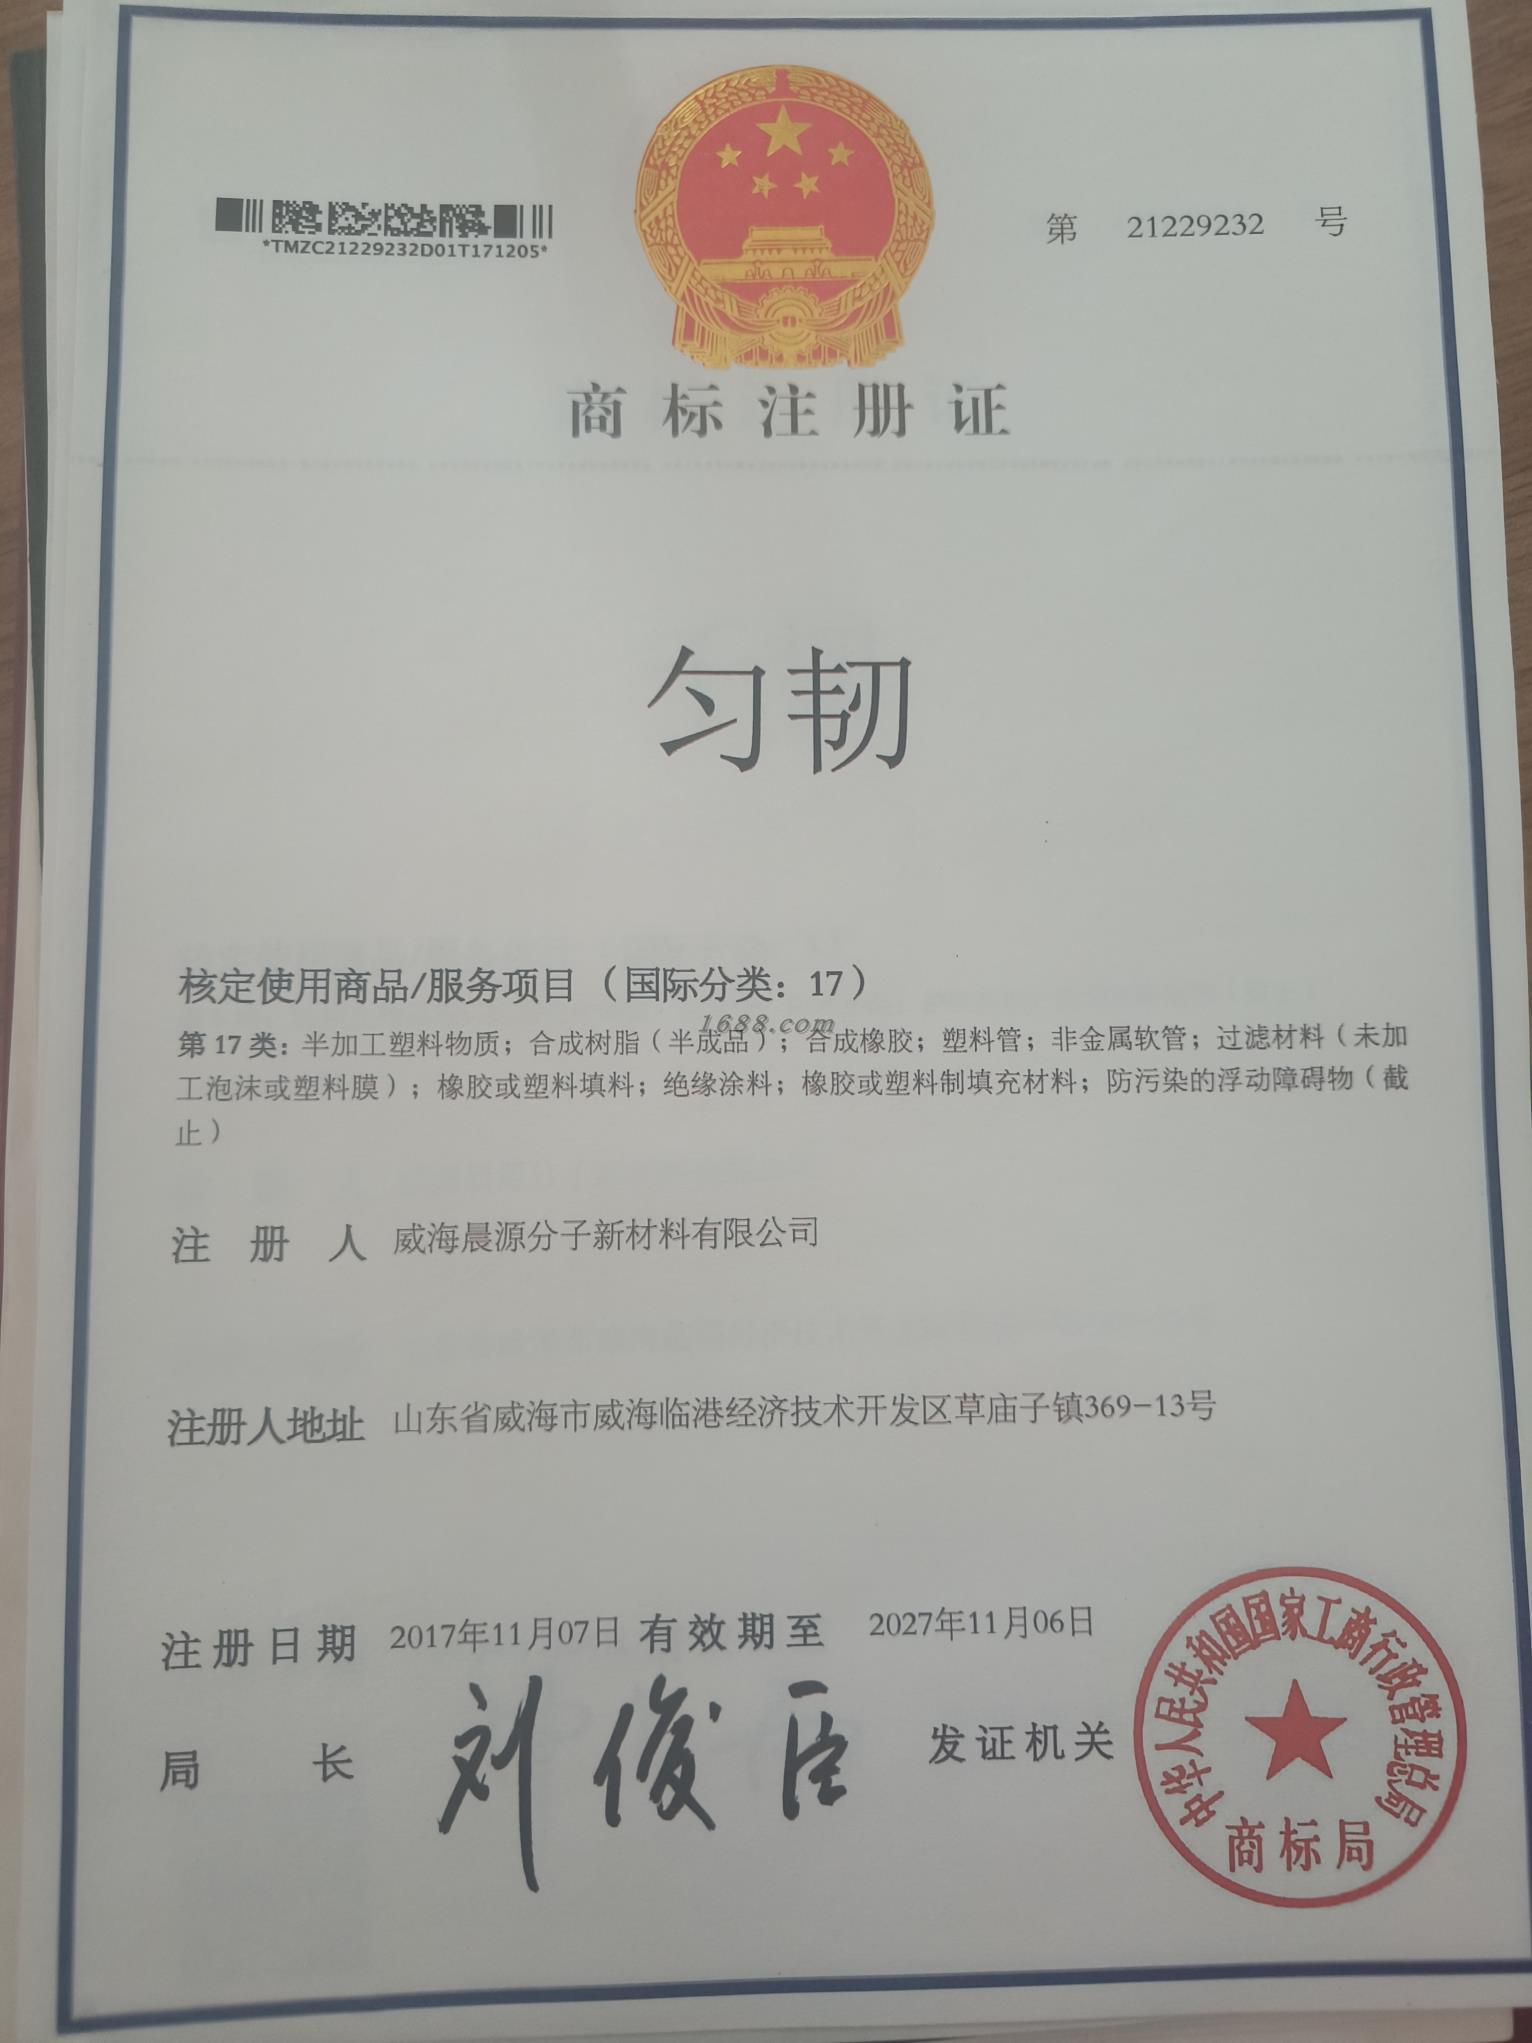 *TMZC21229232D01T171205*
第 21229232 号
商标注册证
匀韧
核定使用商品/服务项目（国际分类：17）
1688.com
第 17 类：半加工塑料物质；合成树脂（半成品）；合成橡胶；塑料管；非金属软管；过滤材料（未加
工泡沫或塑料膜）；橡胶或塑料填料；绝缘涂料；橡胶或塑料制填充材料；防污染的浮动障碍物（截
止）
注册人 威海晨源分子新材料有限公司
注册人地址 山东省威海市威海临港经济技术开发区草庙子镇369-13号
注册日期 2017年11月07日 有效期至 2027年11月06日
局长 刘俊臣 发证机关
中华人民共和国国家工商行政管理总局
商标局